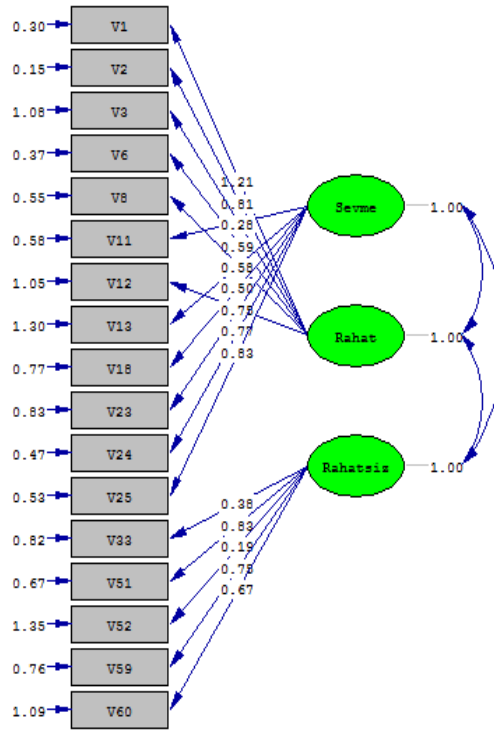 0.30 V1
0.15 V2
1.08 V3
0.37 V6
0.55 V8
0.58 V11
1.05 V12
1.30 V13
0.77 V18
0.83 V23
0.47 V24
0.53 V25
0.82 V33
0.67 V51
1.35 V52
0.76 V59
1.09 V60
1.21
0.81
0.28
0.59
0.58
0.50
0.77
0.83
0.38
0.83
0.19
0.67
Sevme 1.00
Rahat 1.00
Rahatsiz 1.00